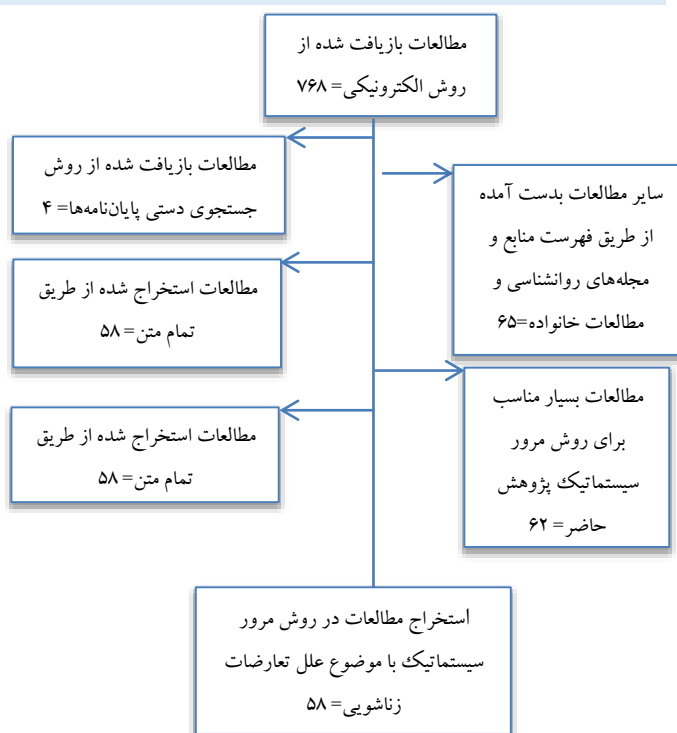 مطالعات بازیافت شده از
روش الکترونیکی= ۷۶۸
مطالعات بازیافت شده از روش
جستجوی دستی پایان‌نامه‌ها= ۴
سایر مطالعات بدست آمده
از طریق فهرست منابع و
مجله‌های روانشناسی و
مطالعات خانواده=۶۵
مطالعات استخراج شده از طریق
تمام متن= ۵۸
مطالعات بسیار مناسب
برای روش مرور
سیستماتیک پژوهش
حاضر= ۶۲
مطالعات استخراج شده از طریق
تمام متن= ۵۸
استخراج مطالعات در روش مرور
سیستماتیک با موضوع علل تعارضات
زناشویی= ۵۸